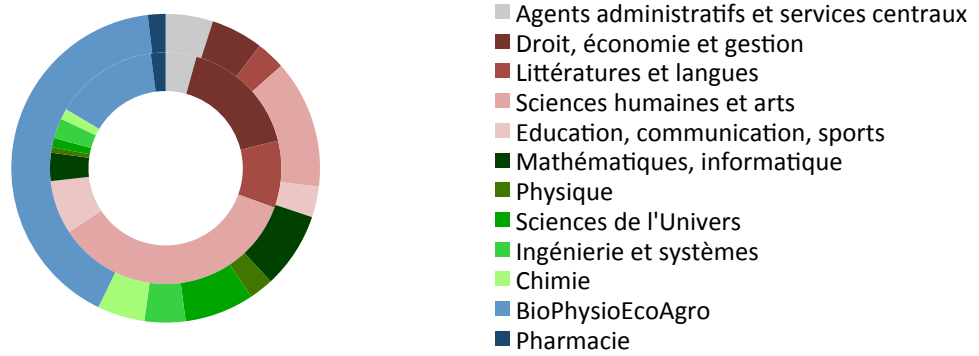 Agents administratifs et services centraux
Droit, économie et gestion
Littératures et langues
Sciences humaines et arts
Education, communication, sports
Mathématiques, informatique
Physique
Sciences de l'Univers
Ingénierie et systèmes
Chimie
BioPhysioEcoAgro
Pharmacie